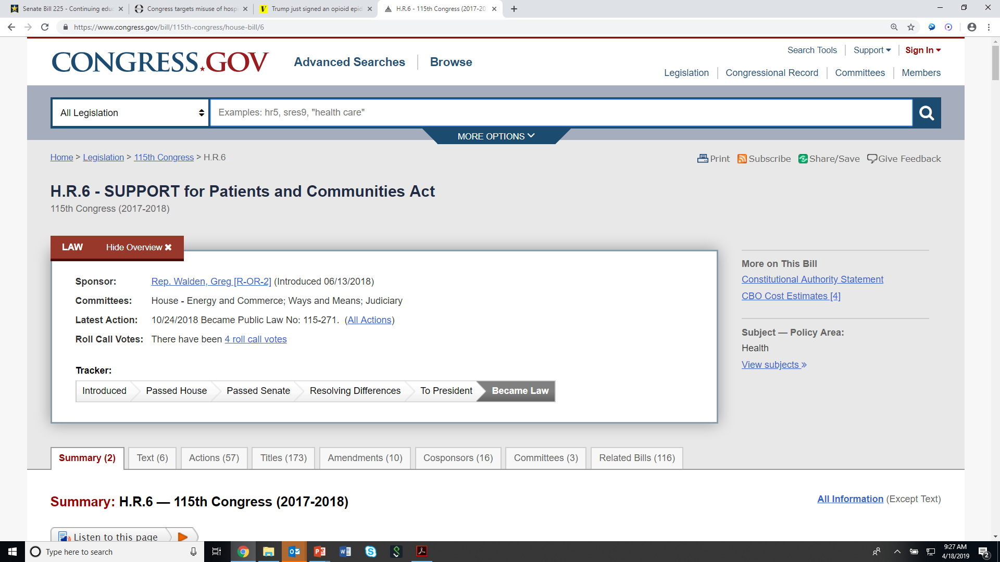 Senate Bill 225 - Continuing educ
Congress targets misuse of hosp
Trump just signed an opioid epid
H.R.6 - 115th Congress (2017-20
https://www.congress.gov/bill/115th-congress/house-bill/6
CONGRESS.GOV
Advanced Searches
Browse
Search Tools
Support
Sign In
Legislation
Congressional Record
Committees
Members
All Legislation
Examples: hr5, sres9, "health care"
MORE OPTIONS
Home > Legislation > 115th Congress > H.R.6
Print
Subscribe
Share/Save
Give Feedback
H.R.6 - SUPPORT for Patients and Communities Act
115th Congress (2017-2018)
LAW
Hide Overview
Sponsor: Rep. Walden, Greg [R-OR-2] (Introduced 06/13/2018)
Committees: House - Energy and Commerce; Ways and Means; Judiciary
Latest Action: 10/24/2018 Became Public Law No: 115-271. (All Actions)
Roll Call Votes: There have been 4 roll call votes
Tracker:
Introduced
Passed House
Passed Senate
Resolving Differences
To President
Became Law
More on This Bill
Constitutional Authority Statement
CBO Cost Estimates [4]
Subject — Policy Area:
Health
View subjects »
Summary (2)
Text (6)
Actions (57)
Titles (173)
Amendments (10)
Cosponsors (16)
Committees (3)
Related Bills (116)
Summary: H.R.6 — 115th Congress (2017-2018)
All Information (Except Text)
Listen to this page
Type here to search
9:27 AM
4/18/2019
2